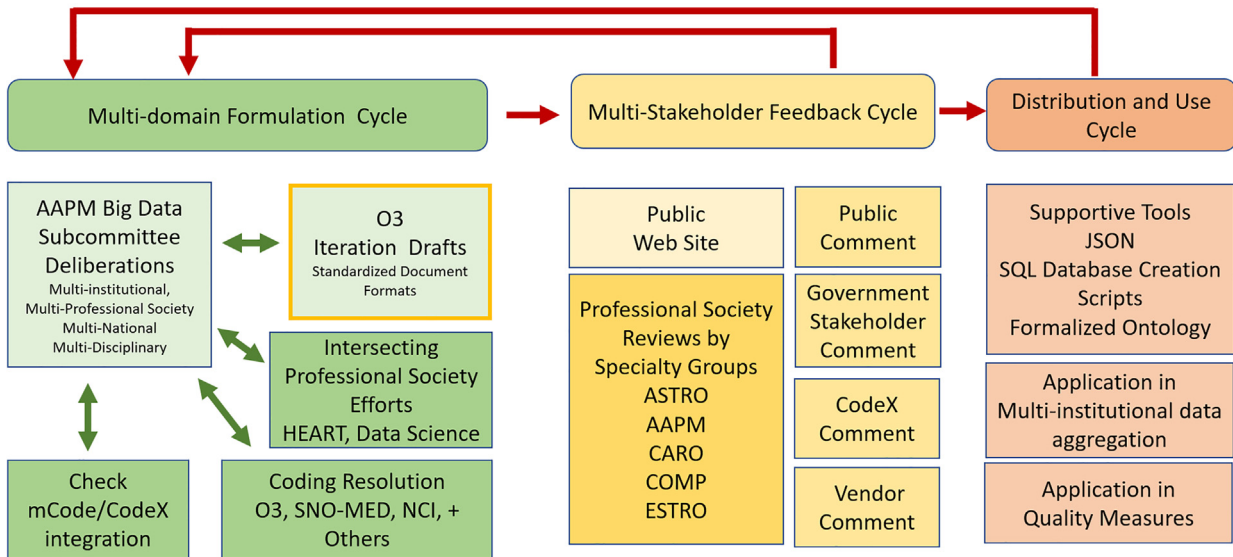 Multi-domain Formulation Cycle
Multi-Stakeholder Feedback Cycle
Distribution and Use
Cycle
AAPM Big Data
Subcommittee
Deliberations
Multi-institutional,
Multi-Professional Society
Multi-National
Multi-Disciplinary
O3
Iteration Drafts
Standardized Document
Formats
Intersecting
Professional Society
Efforts
HEART, Data Science
Check
mCode/CodeX
integration
Coding Resolution
O3, SNO-MED, NCI, +
Others
Public
Web Site
Professional Society
Reviews by
Specialty Groups
ASTRO
AAPM
CARO
COMP
ESTRO
Public
Comment
Government
Stakeholder
Comment
CodeX
Comment
Vendor
Comment
Supportive Tools
JSON
SQL Database Creation
Scripts
Formalized Ontology
Application in
Multi-institutional data
aggregation
Application in
Quality Measures